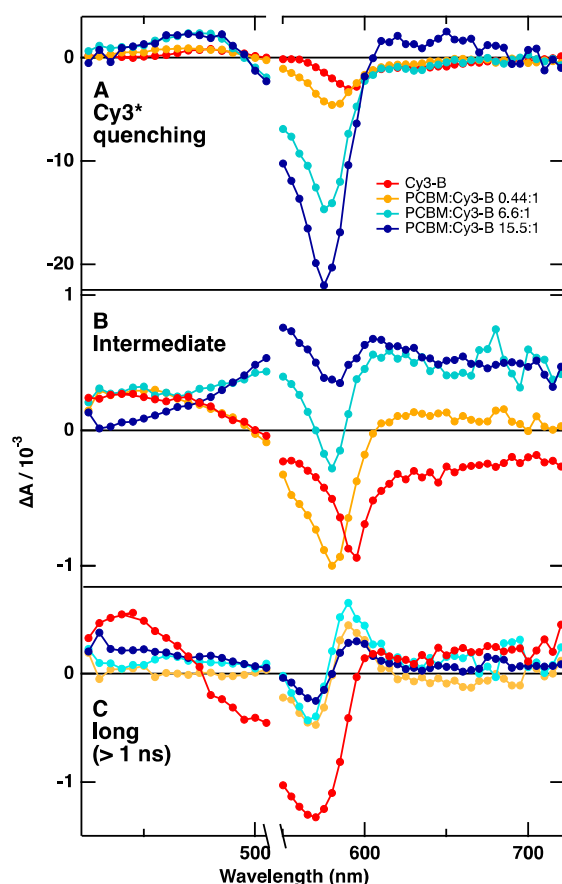 0
-10
-20
A
Cy3*
quenching
Cy3-B
PCBM:Cy3-B 0.44:1
PCBM:Cy3-B 6.6:1
PCBM:Cy3-B 15.5:1
1
0
-1
B
Intermediate
ΔA / 10⁻³
0
-1
C
long
(> 1 ns)
500
600
700
Wavelength (nm)